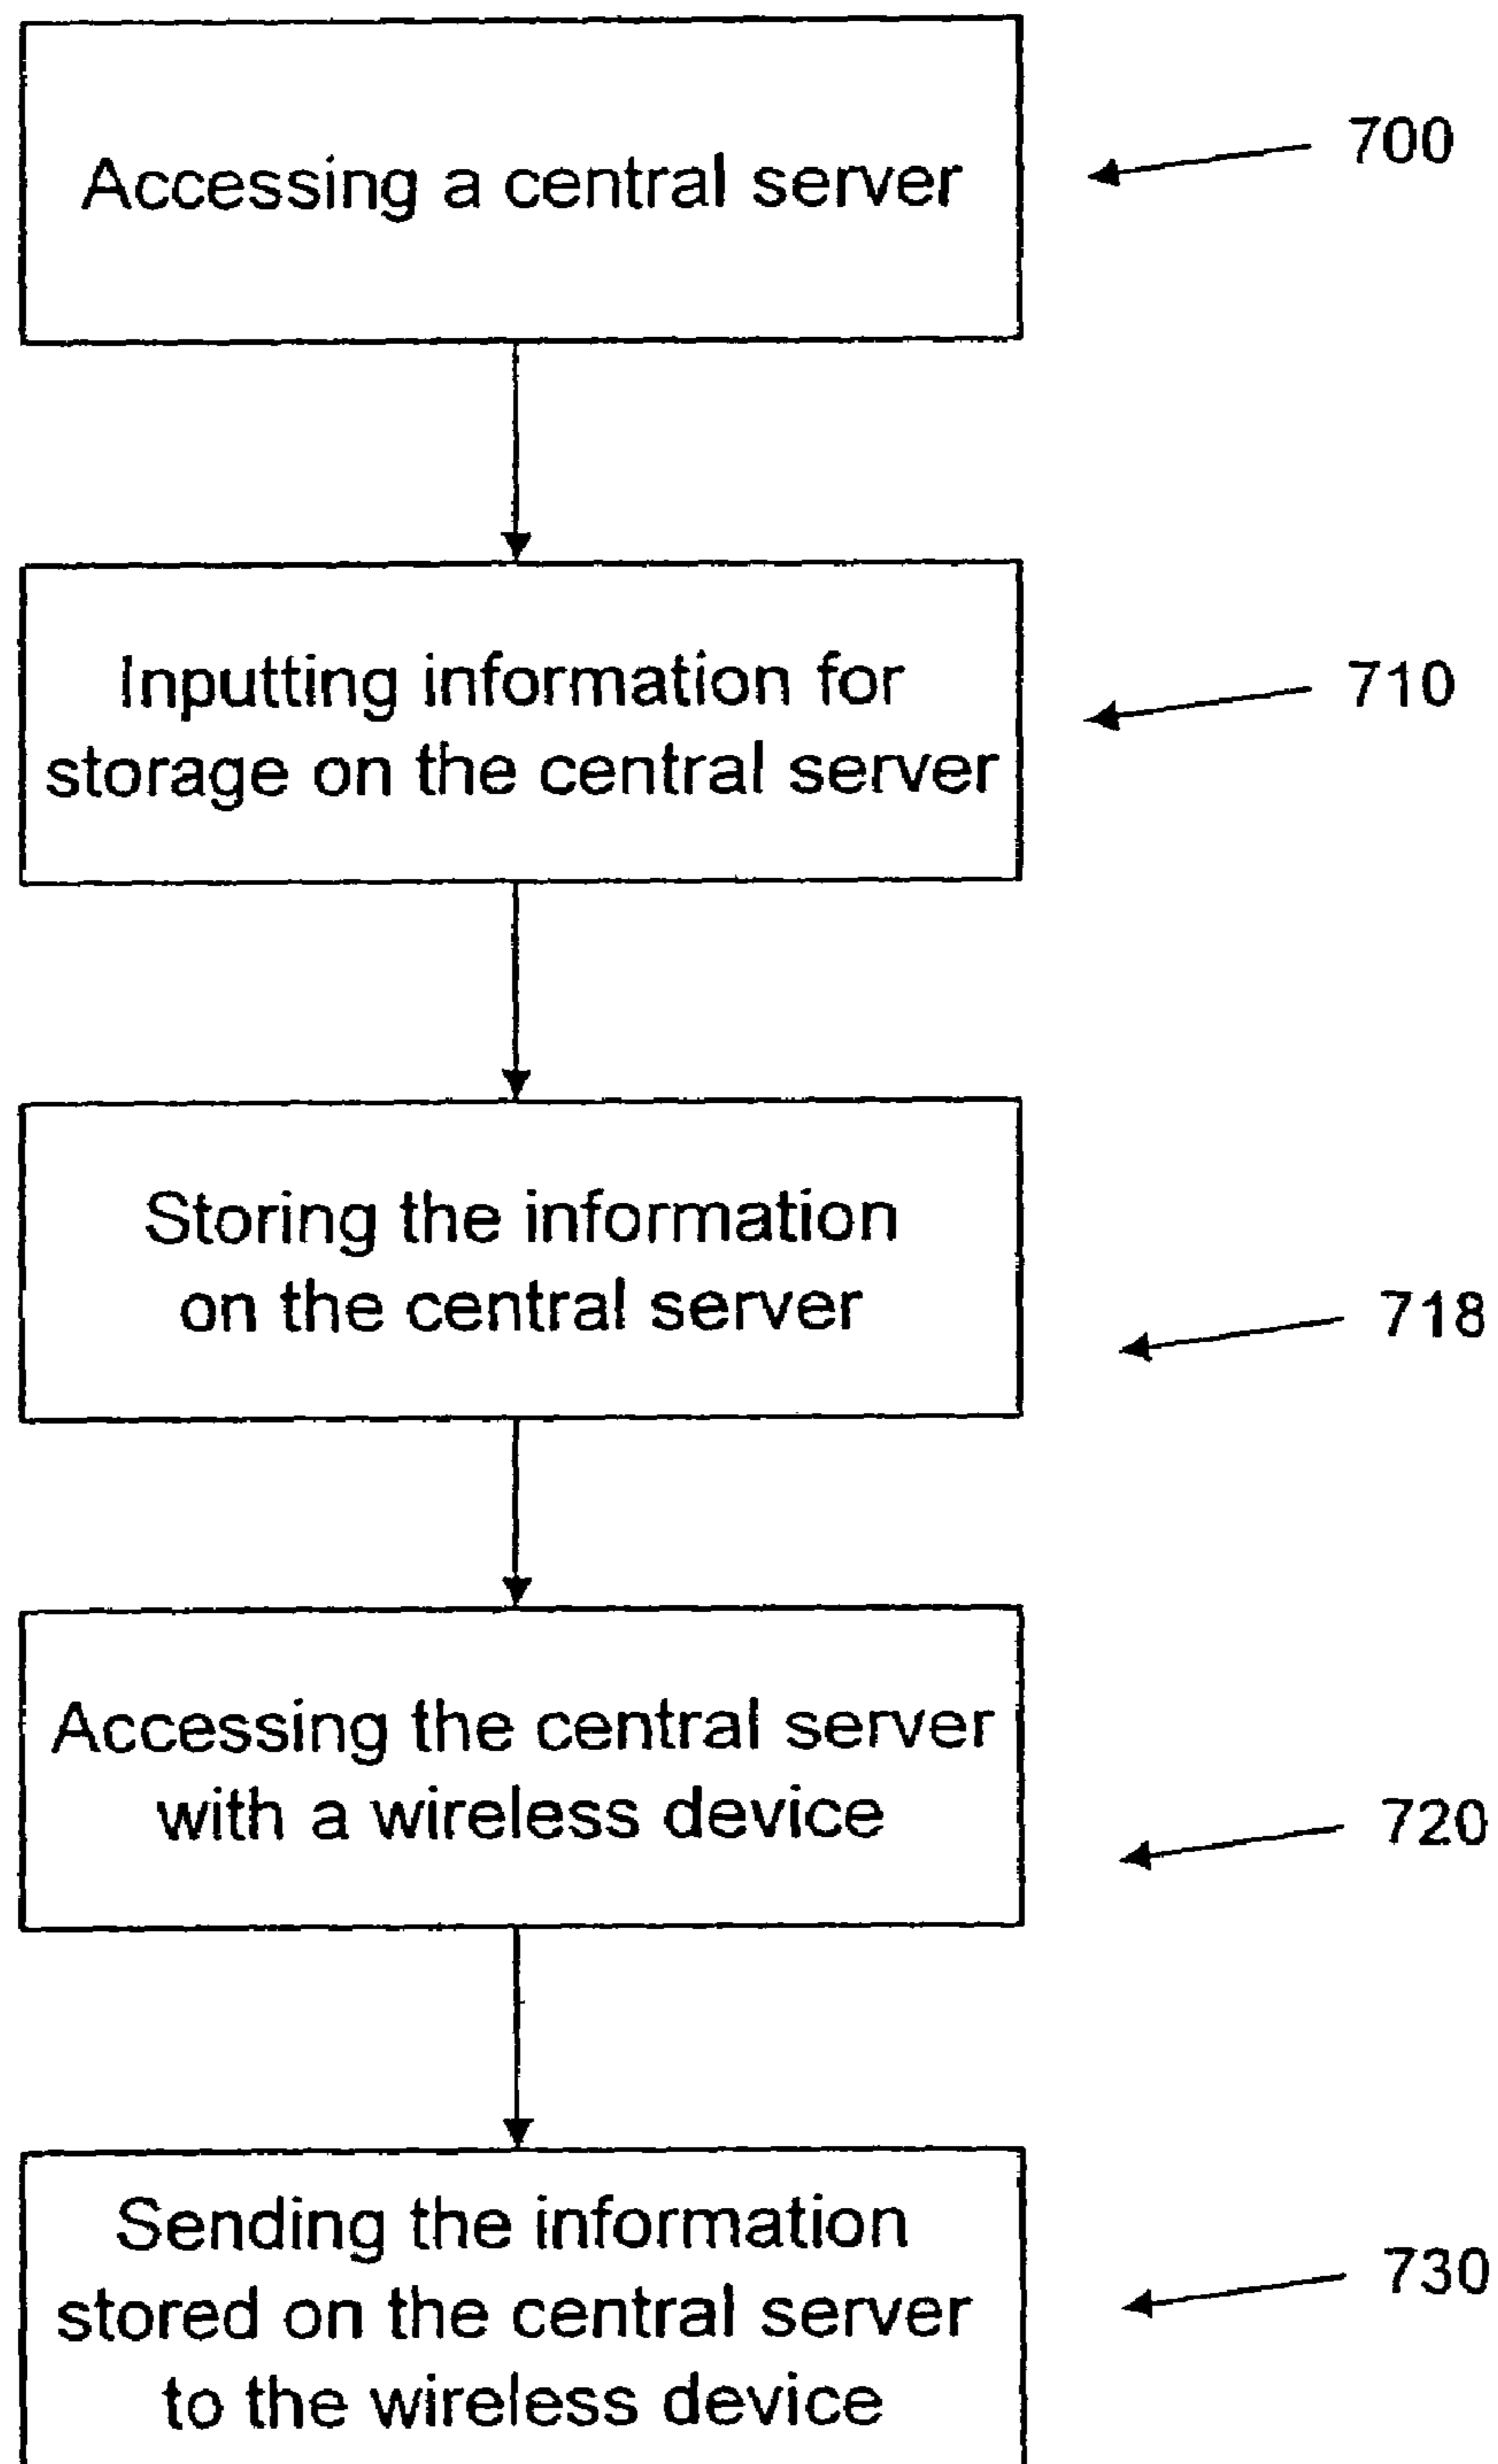 Accessing a central server
700
Inputting information for
storage on the central server
710
Storing the information
on the central server
718
Accessing the central server
with a wireless device
720
Sending the information
stored on the central server
to the wireless device
730